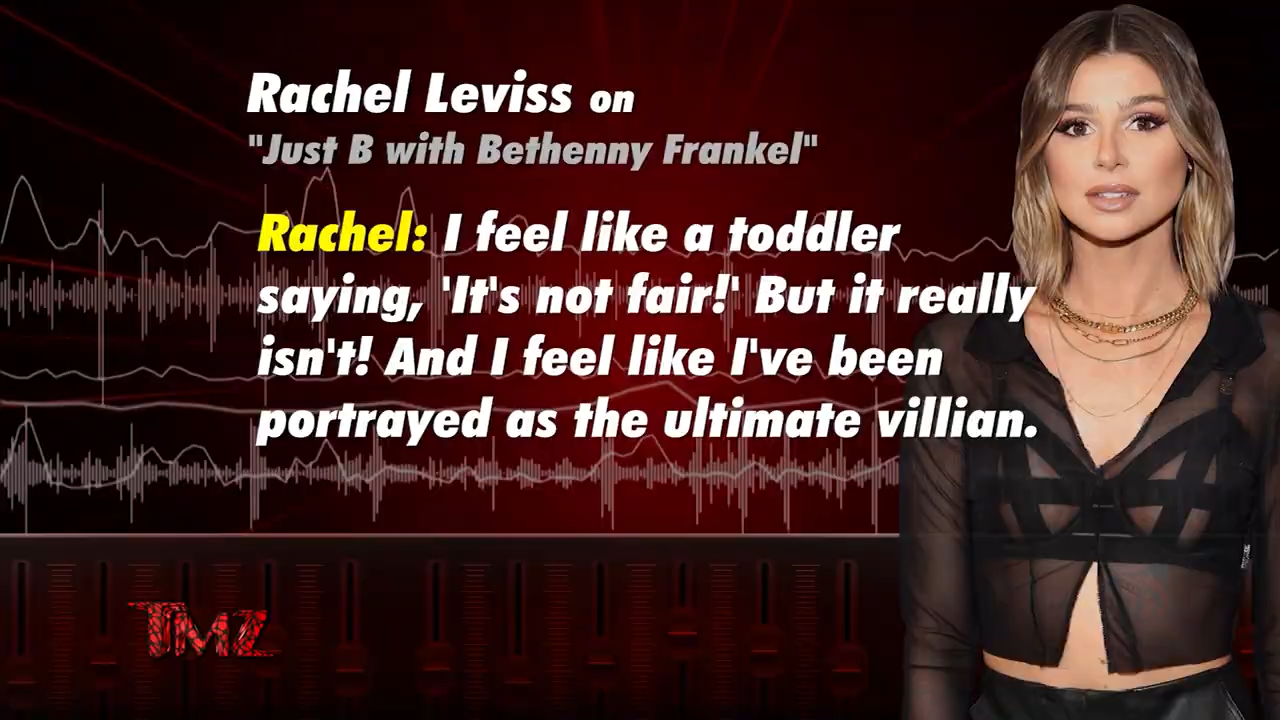 Rachel Leviss on
"Just B with Bethenny Frankel"
Rachel: I feel like a toddler
saying, 'It's not fair!' But it really
isn't! And I feel like I've been
portrayed as the ultimate villian.
TMZ